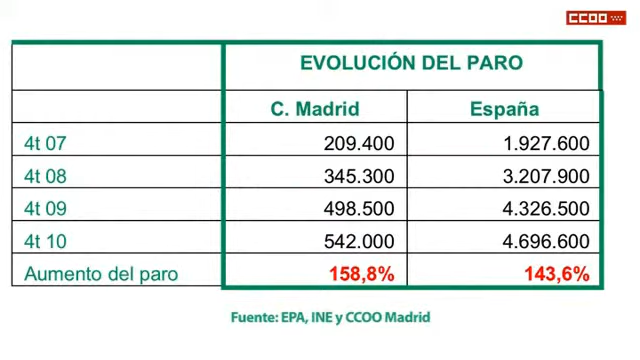 CCOO
EVOLUCIÓN DEL PARO
C. Madrid España
4t 07 209.400 1.927.600
4t 08 345.300 3.207.900
4t 09 498.500 4.326.500
4t 10 542.000 4.696.600
Aumento del paro 158,8% 143,6%
Fuente: EPA, INE y CCOO Madrid